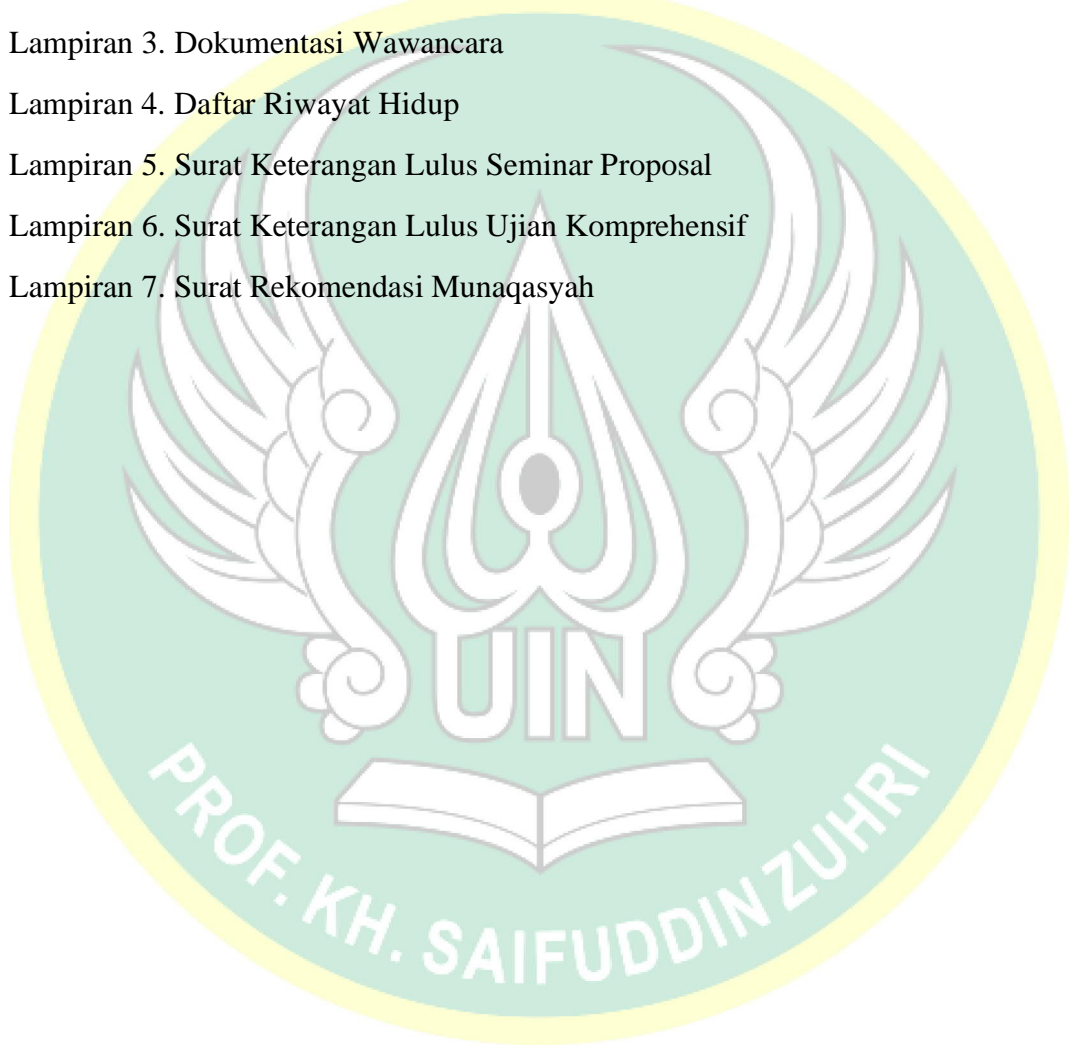 Lampiran 3. Dokumentasi Wawancara
Lampiran 4. Daftar Riwayat Hidup
Lampiran 5. Surat Keterangan Lulus Seminar Proposal
Lampiran 6. Surat Keterangan Lulus Ujian Komprehensif
Lampiran 7. Surat Rekomendasi Munaqasyah
UIN
PROF. KH. SAIFUDDIN ZUHRI